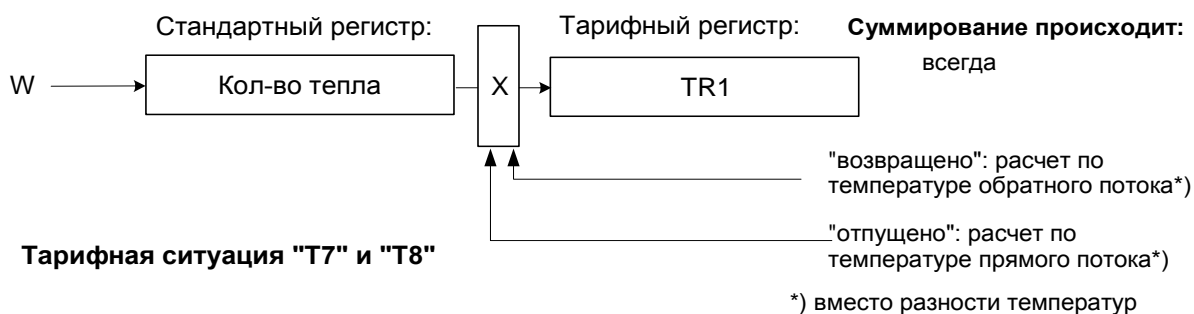 Стандартный регистр:
Тарифный регистр:
Суммирование происходит:
всегда
W
Кол-во тепла
X
TR1
"возвращено": расчет по
температуре обратного потока*)
"отпущено": расчет по
температуре прямого потока*)
Тарифная ситуация "T7" и "T8"
*) вместо разности температур